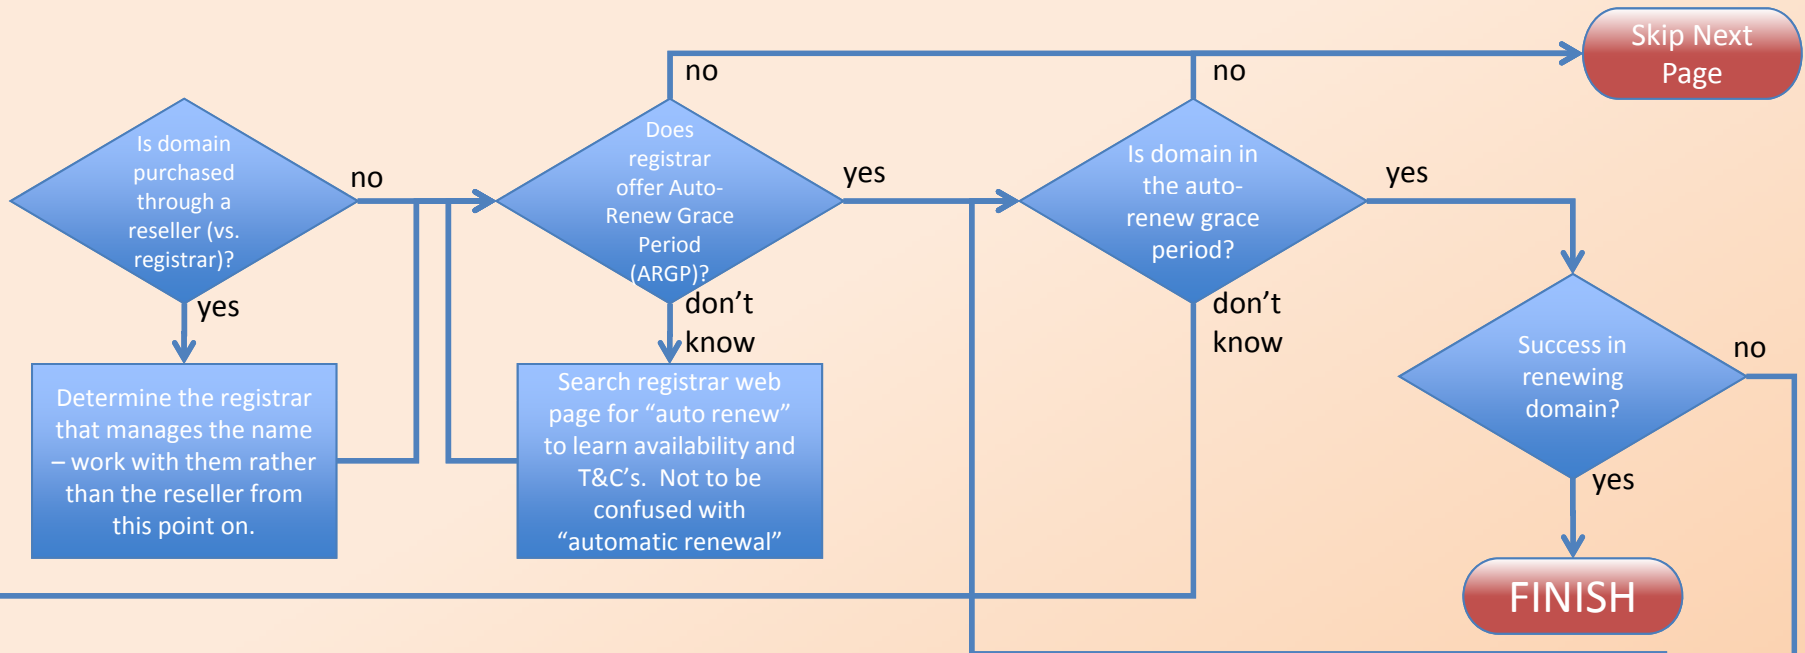 Skip Next
Page
no
no
Is domain
purchased
through a
reseller (vs.
registrar)?
no
Does
registrar
offer Auto-
Renew Grace
Period
(ARGP)?
yes
Is domain in
the auto-
renew grace
period?
yes
yes
don't
know
don't
know
Determine the registrar
that manages the name
– work with them rather
than the reseller from
this point on.
Search registrar web
page for “auto renew”
to learn availability and
T&C's.  Not to be
confused with
“automatic renewal”
Success in
renewing
domain?
no
yes
FINISH